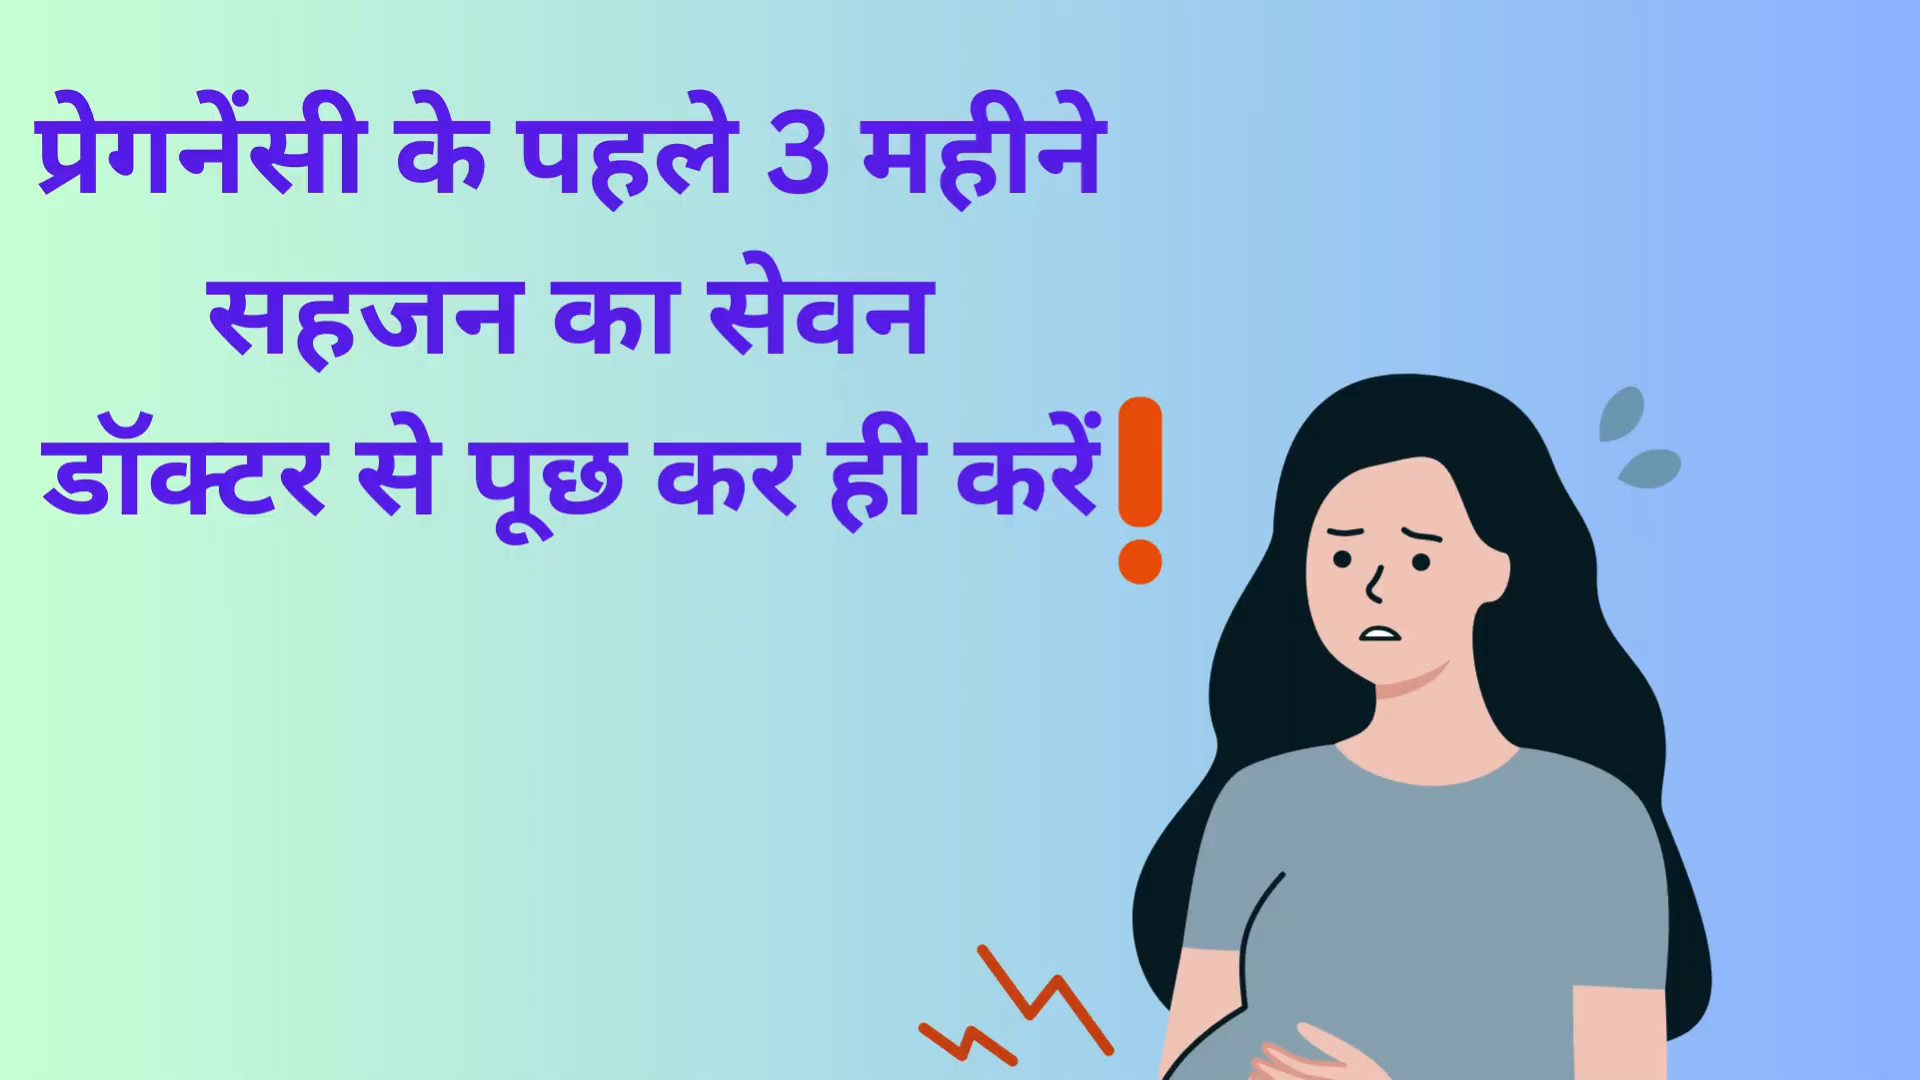 प्रेगनेंसी के पहले 3 महीने
सहजन का सेवन
डॉक्टर से पूछ कर ही करें!